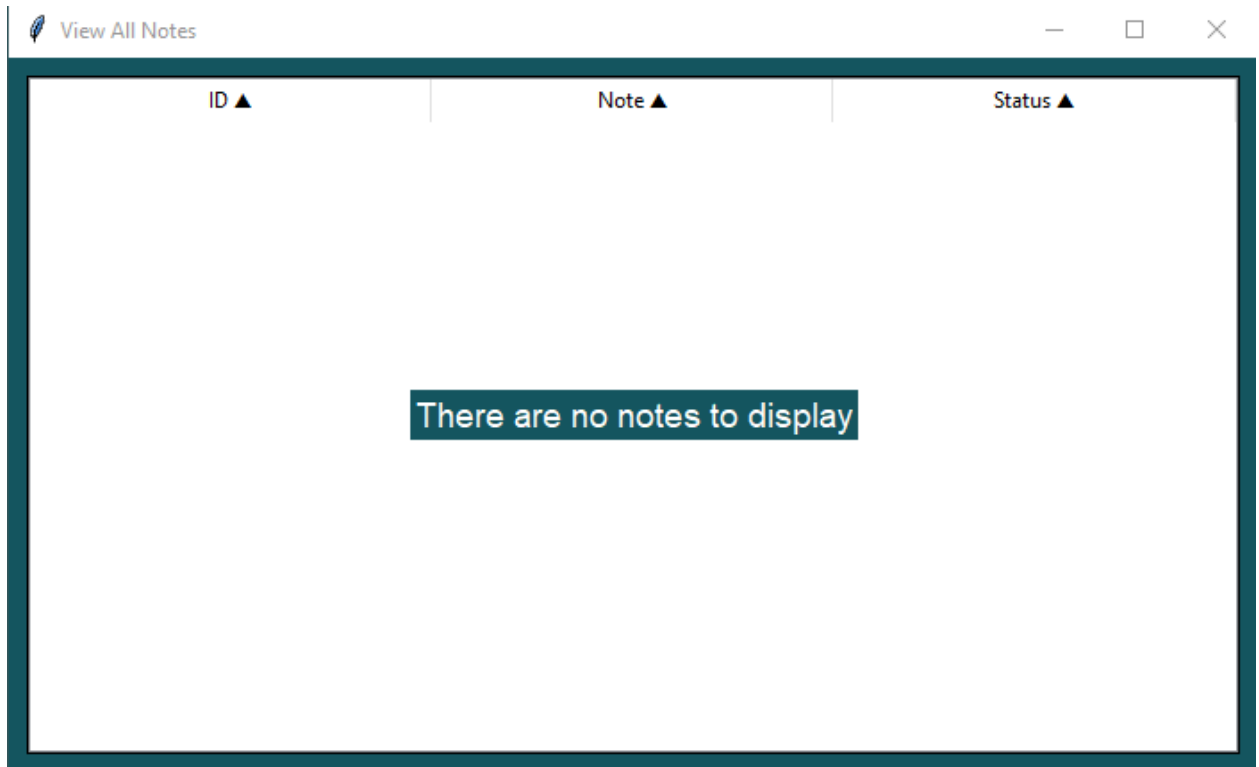 View All Notes
ID ▲ Note ▲ Status ▲
There are no notes to display